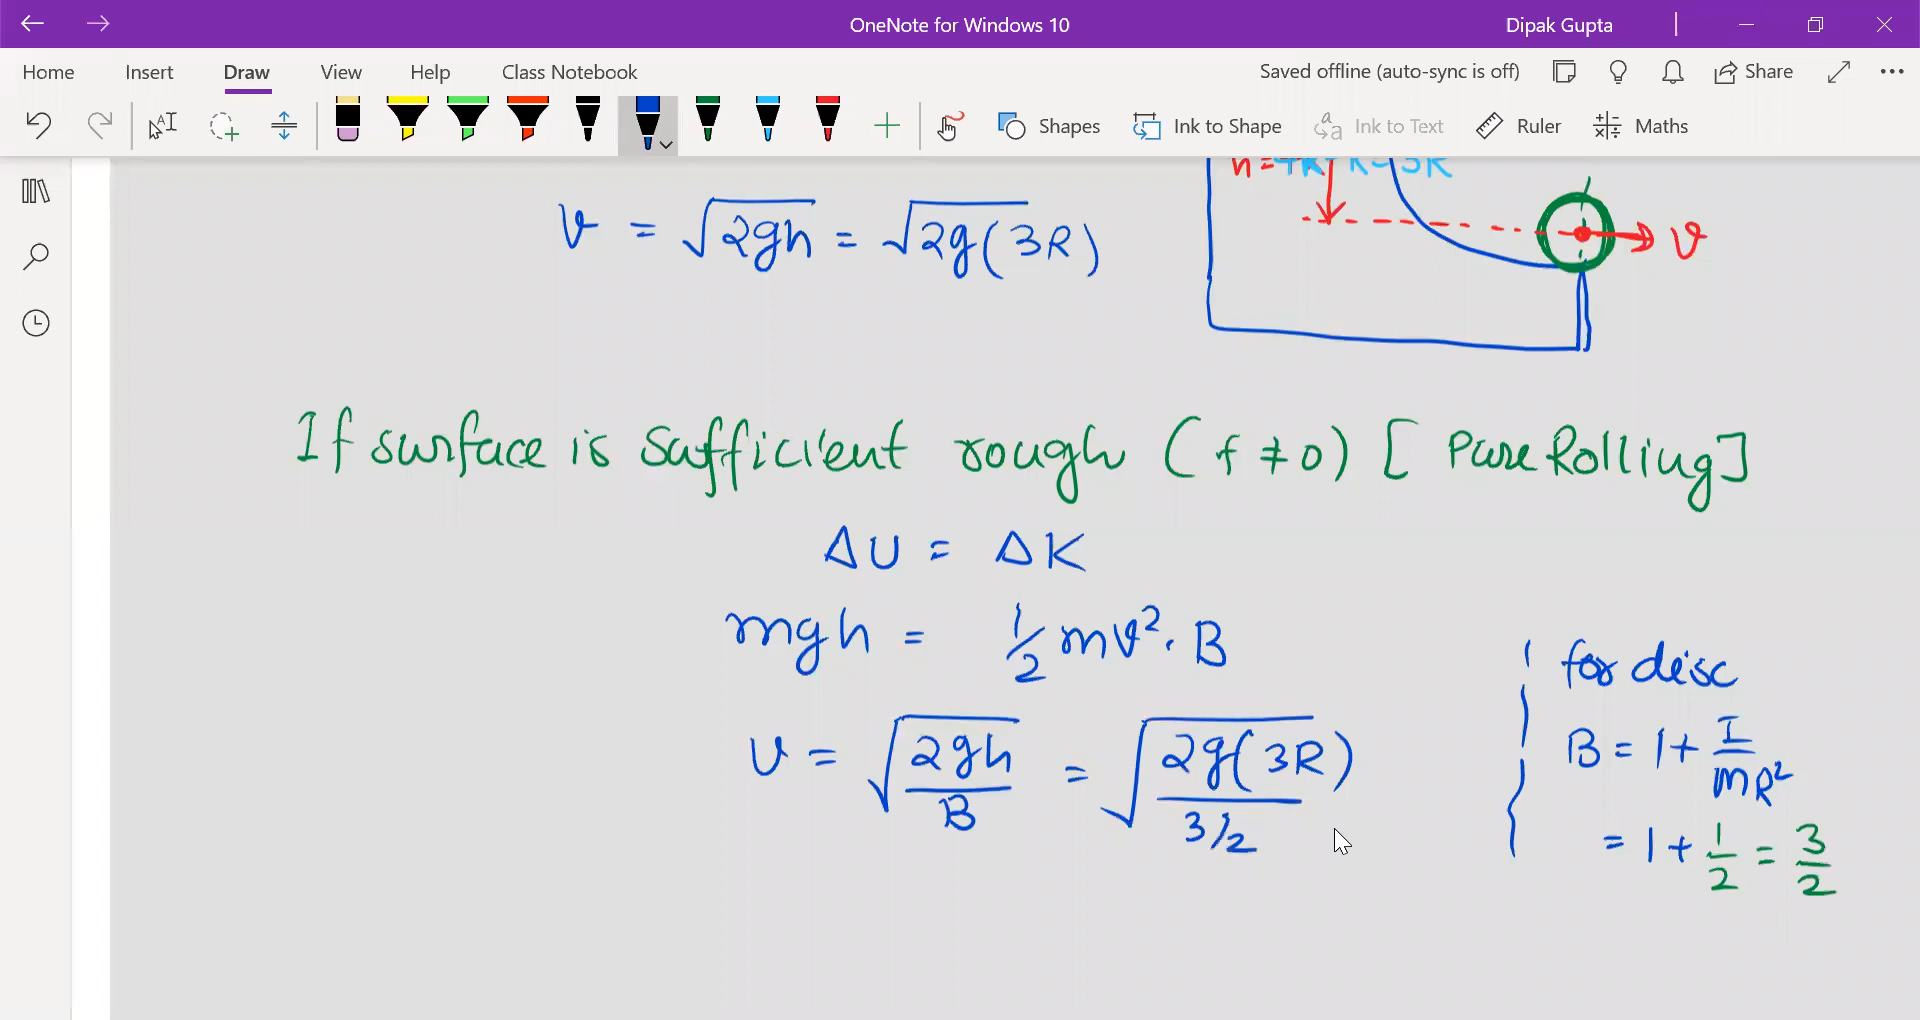 OneNote for Windows 10
Dipak Gupta
Home Insert Draw View Help Class Notebook
Saved offline (auto-sync is off) Share
Shapes Ink to Shape Ink to Text Ruler Maths
h = 4R - R = 3R
v = √2gh = √2g(3R)
v
If surface is sufficient rough (f ≠ 0) [Pure Rolling]
ΔU = ΔK
mgh = 1/2 mv². B
v = √2gh/B = √2g(3R)/3/2
for disc
B = 1 + I/mR²
= 1 + 1/2 = 3/2